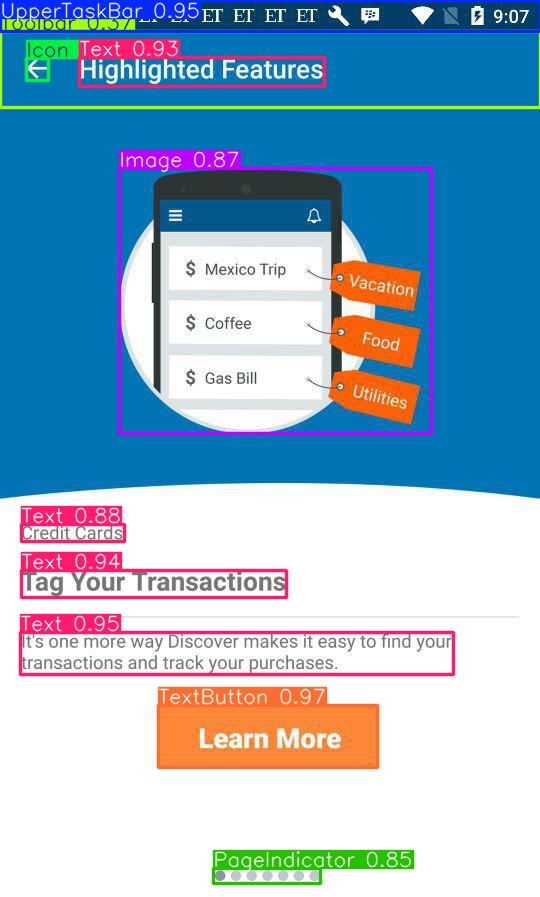 UpperTaskBar 0.95
ET ET ET ET ET 9:07
Icon Text 0.93
Highlighted Features
Image 0.87
$ Mexico Trip Vacation
$ Coffee Food
$ Gas Bill Utilities
Text 0.88
Credit Cards
Text 0.94
Tag Your Transactions
Text 0.95
It's one more way Discover makes it easy to find your
transactions and track your purchases.
TextButton 0.97
Learn More
PageIndicator 0.85